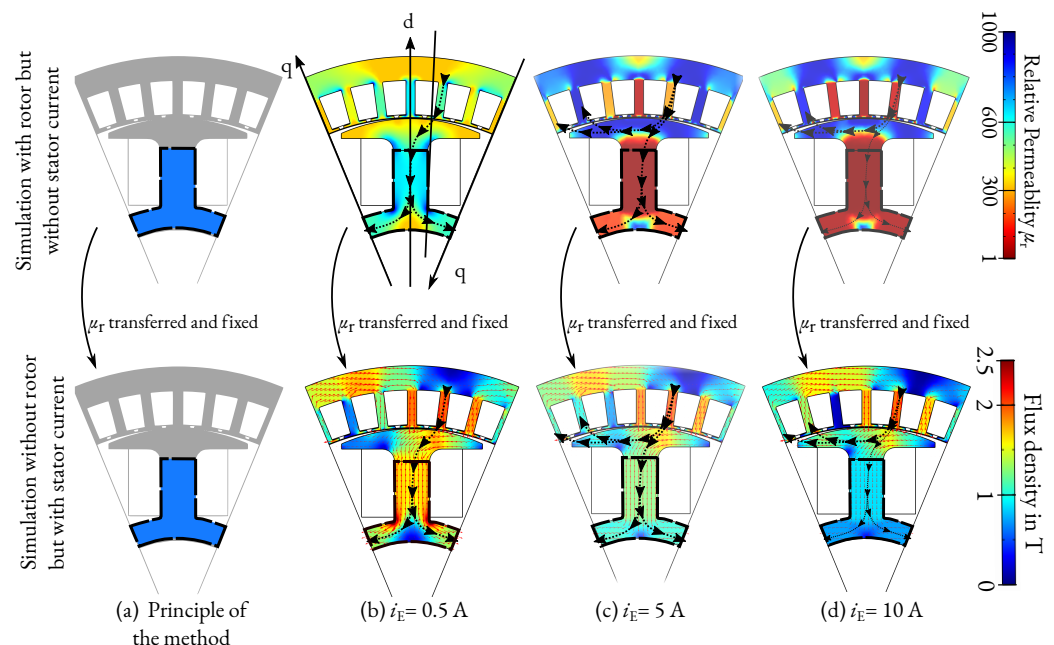 Simulation with rotor but
without stator current
q
d
q
1000
600
300
1
Relative Permeablity μr
μr transferred and fixed
μr transferred and fixed
μr transferred and fixed
μr transferred and fixed
Simulation without rotor
but with stator current
2.5
2
1
0
Flux density in T
(a) Principle of
the method
(b) iE= 0.5 A
(c) iE= 5 A
(d) iE= 10 A